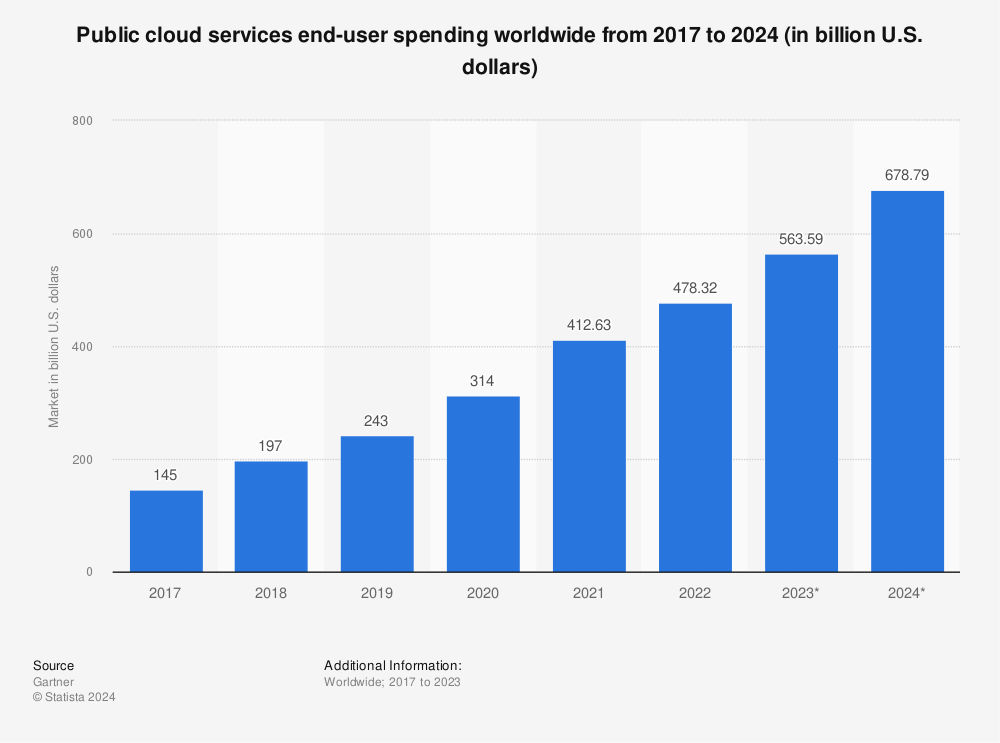 Public cloud services end-user spending worldwide from 2017 to 2024 (in billion U.S.
dollars)
Market in billion U.S. dollars
800
600
400
200
0
145
197
243
314
412.63
478.32
563.59
678.79
2017
2018
2019
2020
2021
2022
2023*
2024*
Source
Gartner
© Statista 2024
Additional Information:
Worldwide; 2017 to 2023